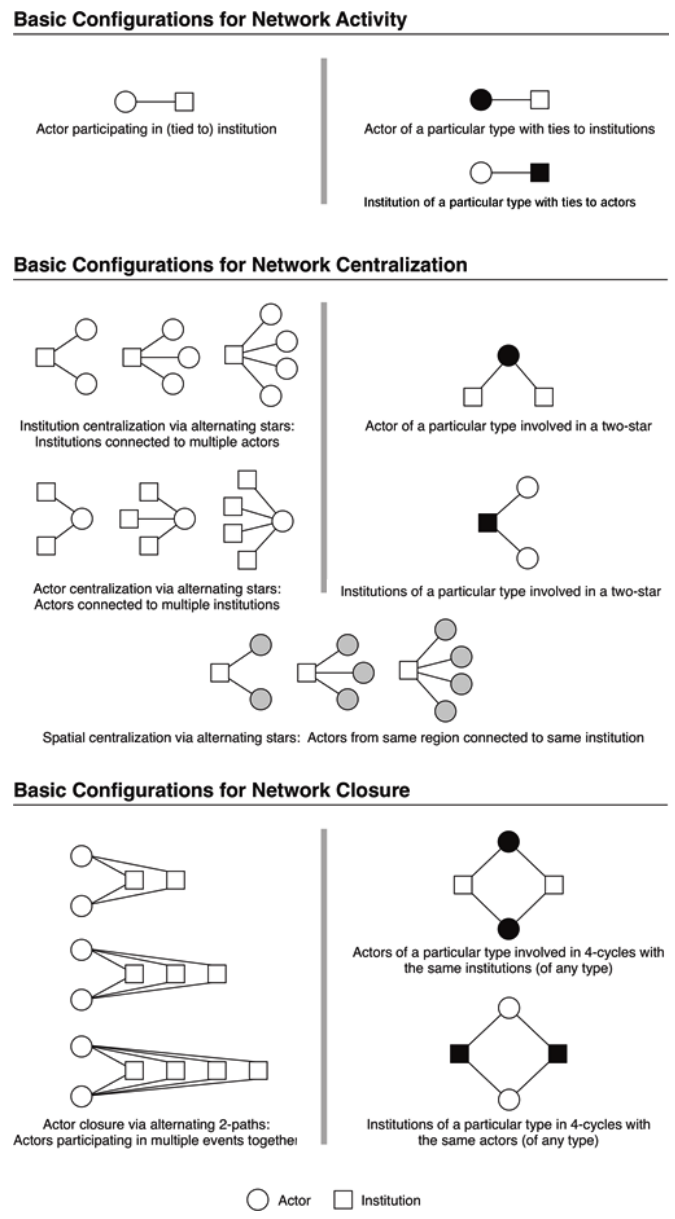 Basic Configurations for Network Activity
Actor participating in (tied to) institution
Actor of a particular type with ties to institutions
Institution of a particular type with ties to actors
Basic Configurations for Network Centralization
Institution centralization via alternating stars:
Institutions connected to multiple actors
Actor of a particular type involved in a two-star
Actor centralization via alternating stars:
Actors connected to multiple institutions
Institutions of a particular type involved in a two-star
Spatial centralization via alternating stars: Actors from same region connected to same institution
Basic Configurations for Network Closure
Actor closure via alternating 2-paths:
Actors participating in multiple events together
Actors of a particular type involved in 4-cycles with
the same institutions (of any type)
Institutions of a particular type in 4-cycles with
the same actors (of any type)
Actor
Institution